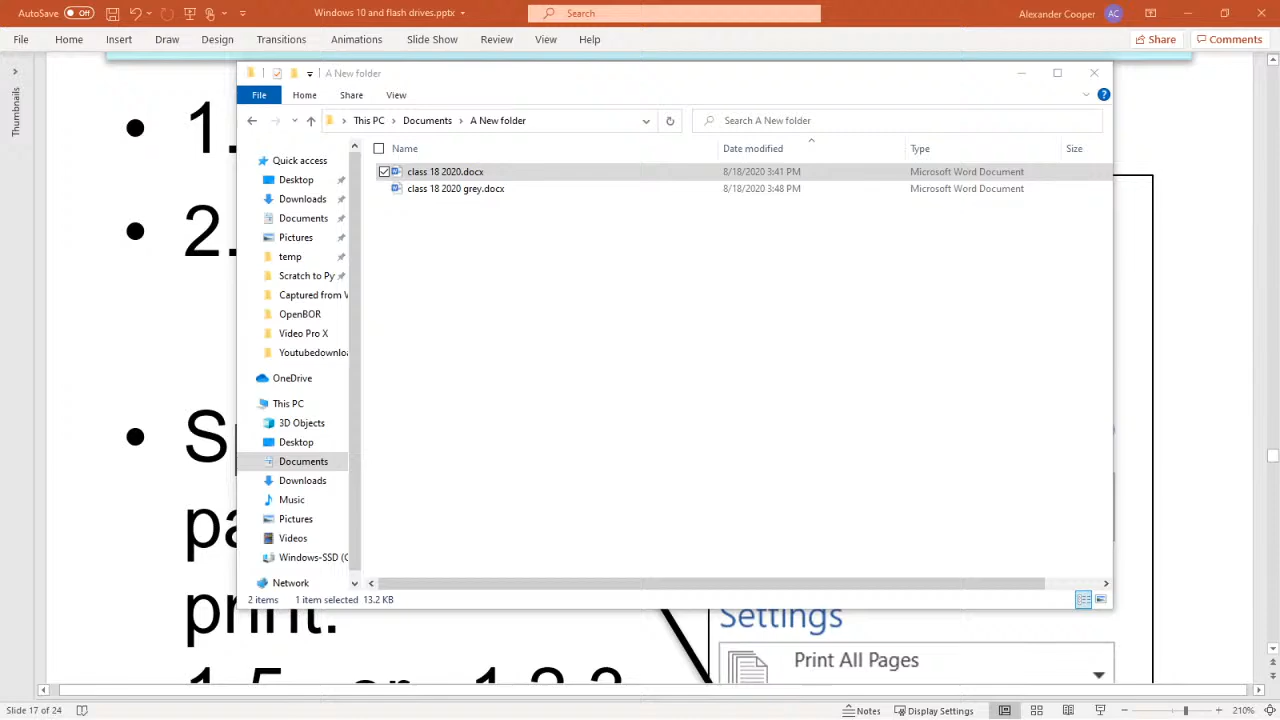 AutoSave Off Windows 10 and flash drives.pptx Search Alexander Cooper AC
File Home Insert Draw Design Transitions Animations Slide Show Review View Help Share Comments
Thumbnails
A New folder
File Home Share View
This PC > Documents > A New folder Search A New folder
Name Date modified Type Size
class 18 2020.docx 8/18/2020 3:41 PM Microsoft Word Document
class 18 2020 grey.docx 8/18/2020 3:48 PM Microsoft Word Document
Quick access
Desktop
Downloads
Documents
Pictures
temp
Scratch to Py
Captured from
OpenBOR
Video Pro X
Youtubedownlo
OneDrive
This PC
3D Objects
Desktop
Documents
Downloads
Music
Pictures
Videos
Windows-SSD (C
Network
2 items 1 item selected 13.2 KB
• 1.
• 2.
print.
Settings
Print All Pages
Slide 17 of 24 Notes Display Settings 210%